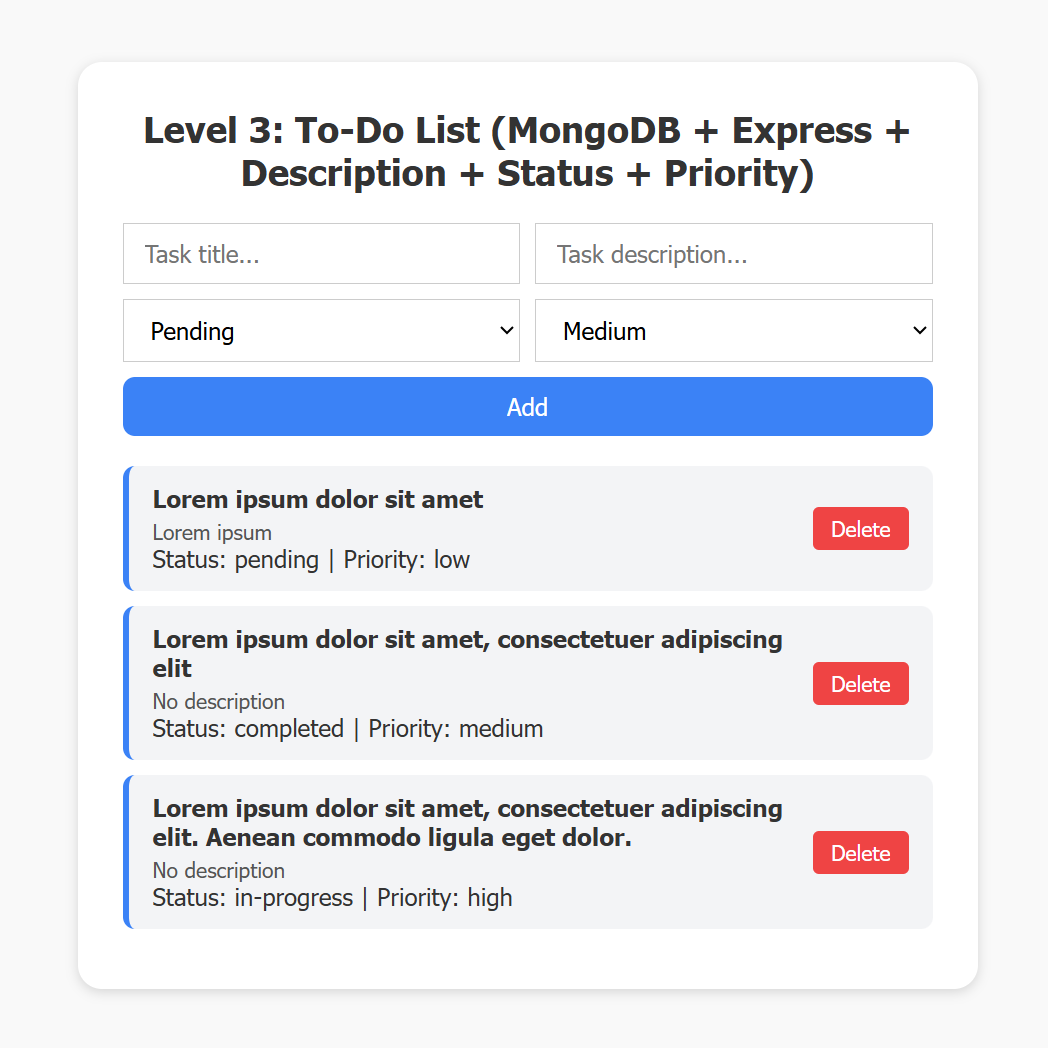 Level 3: To-Do List (MongoDB + Express +
Description + Status + Priority)
Task title...
Task description...
Pending
Medium
Add
Lorem ipsum dolor sit amet
Lorem ipsum
Status: pending | Priority: low
Delete
Lorem ipsum dolor sit amet, consectetuer adipiscing
elit
No description
Status: completed | Priority: medium
Delete
Lorem ipsum dolor sit amet, consectetuer adipiscing
elit. Aenean commodo ligula eget dolor.
No description
Status: in-progress | Priority: high
Delete